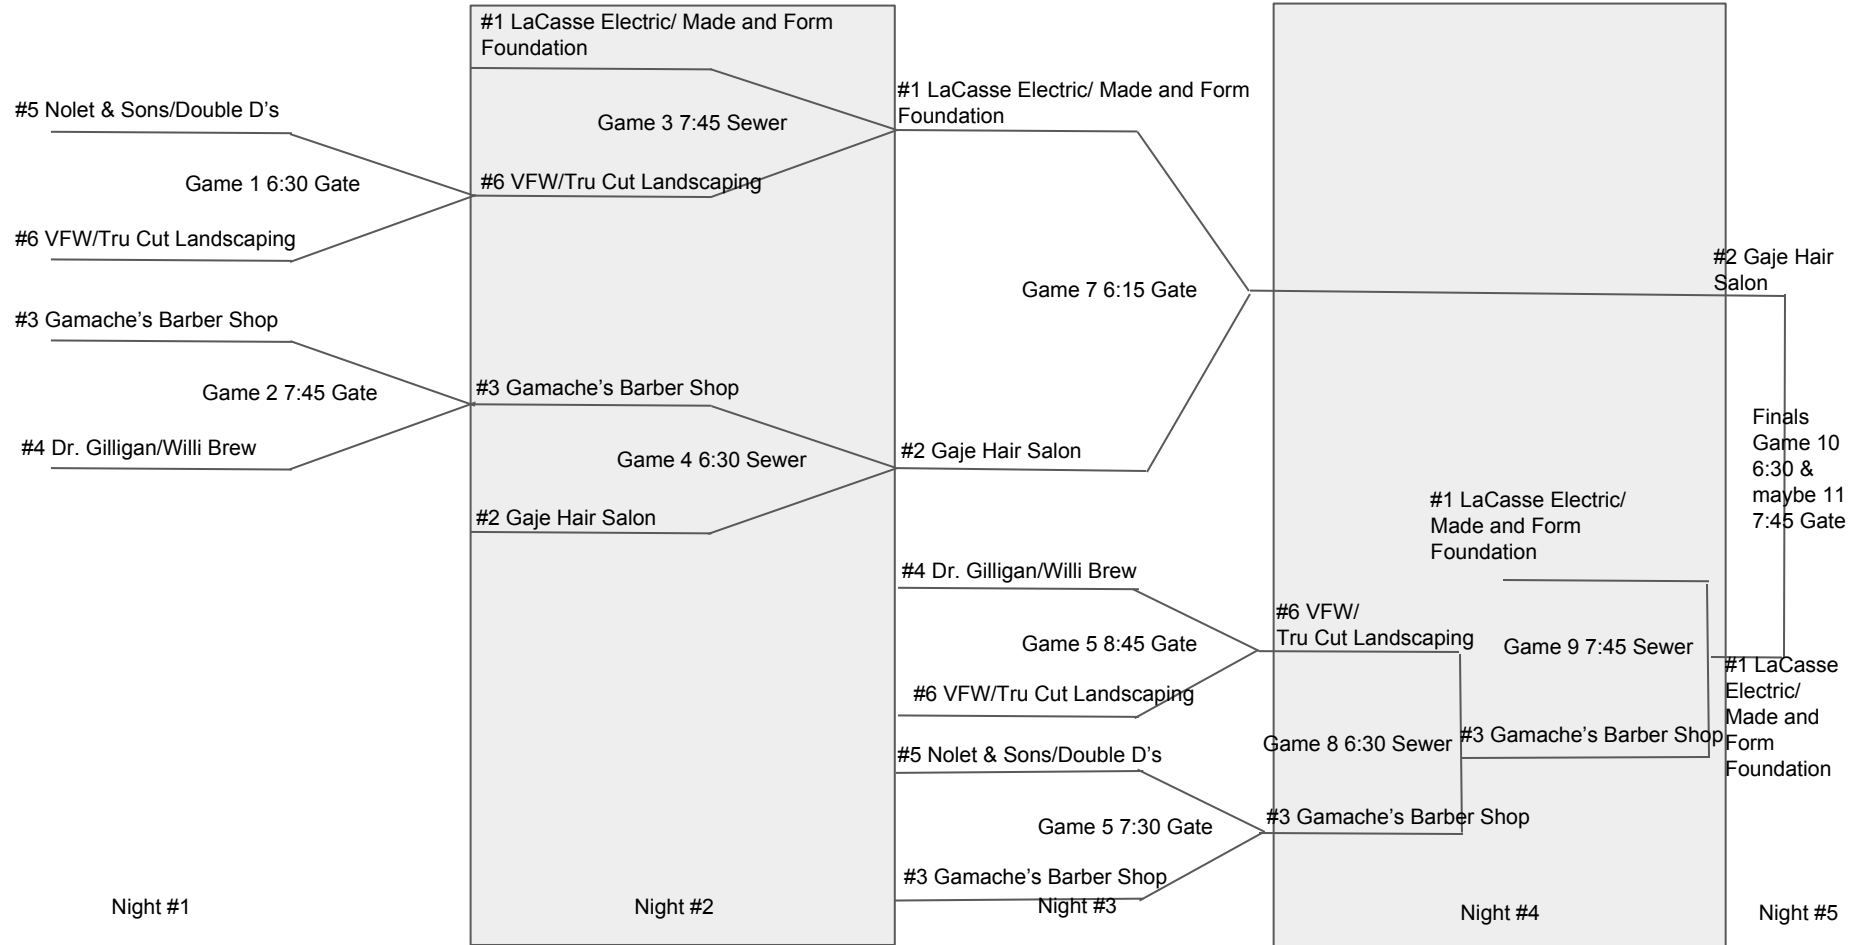 #1 LaCasse Electric/ Made and Form
Foundation
#5 Nolet & Sons/Double D’s
Game 3 7:45 Sewer
#1 LaCasse Electric/ Made and Form
Foundation
Game 1 6:30 Gate
#6 VFW/Tru Cut Landscaping
#6 VFW/Tru Cut Landscaping
#2 Gaje Hair
Salon
Game 7 6:15 Gate
#3 Gamache’s Barber Shop
Game 2 7:45 Gate
#3 Gamache’s Barber Shop
#4 Dr. Gilligan/Willi Brew
Game 4 6:30 Sewer
#2 Gaje Hair Salon
#2 Gaje Hair Salon
Finals
Game 10
6:30 &
maybe 11
7:45 Gate
#1 LaCasse Electric/
Made and Form
Foundation
#4 Dr. Gilligan/Willi Brew
Game 5 8:45 Gate
#6 VFW/
Tru Cut Landscaping
Game 9 7:45 Sewer
#6 VFW/Tru Cut Landscaping
#1 LaCasse
Electric/
Made and
Form
Foundation
Game 8 6:30 Sewer
#3 Gamache’s Barber Shop
#5 Nolet & Sons/Double D’s
Game 5 7:30 Gate
#3 Gamache’s Barber Shop
#3 Gamache’s Barber Shop
Night #1
Night #2
Night #3
Night #4
Night #5